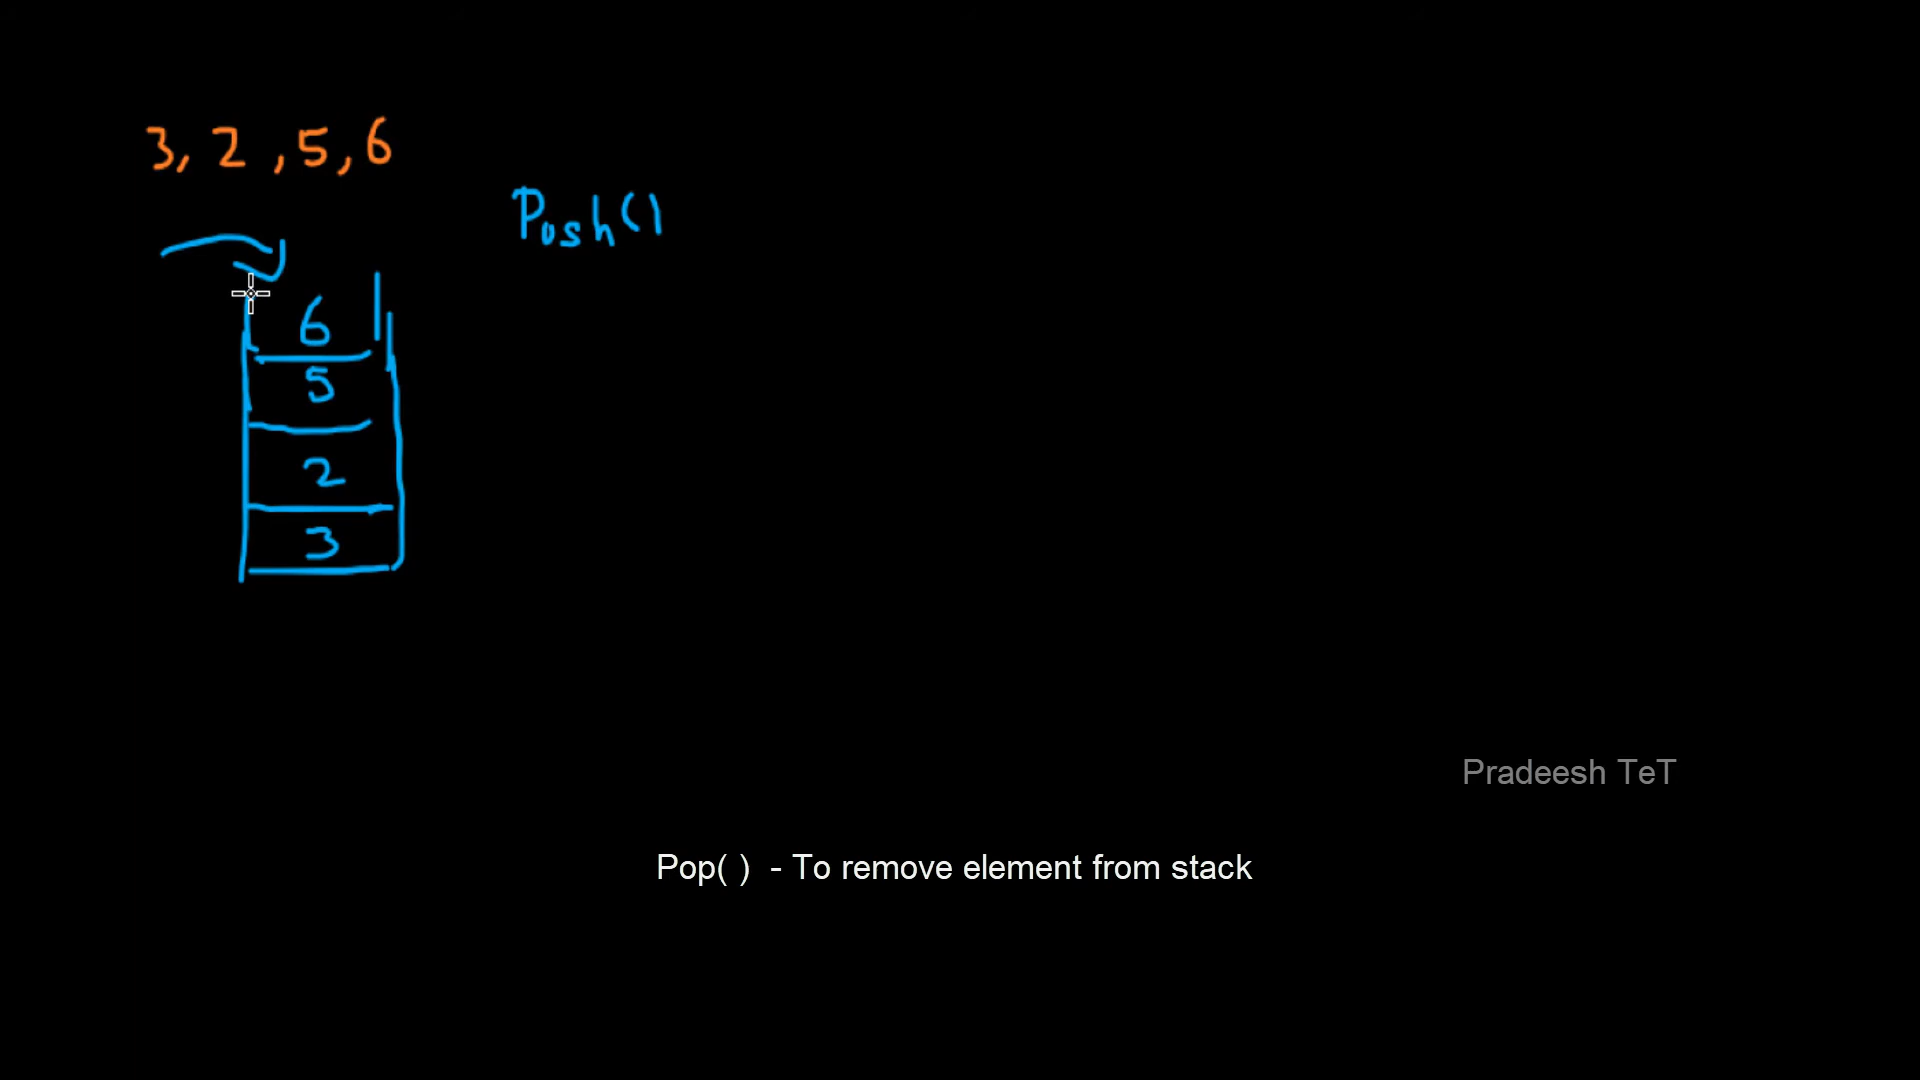 3, 2, 5, 6
Push()
6
5
2
3
Pradeesh TeT
Pop( ) - To remove element from stack